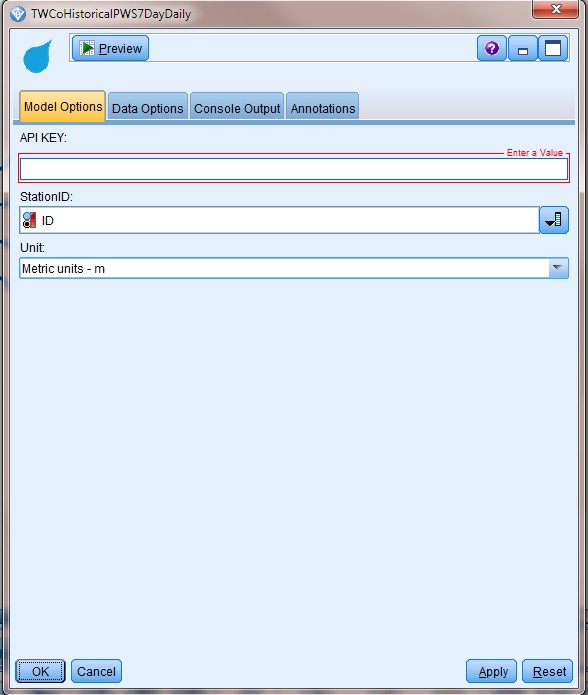 TWCoHistoricalPWS7DayDaily
Preview
?
Model Options Data Options Console Output Annotations
API KEY:
Enter a Value
StationID:
ID
Unit:
Metric units - m
OK Cancel Apply Reset